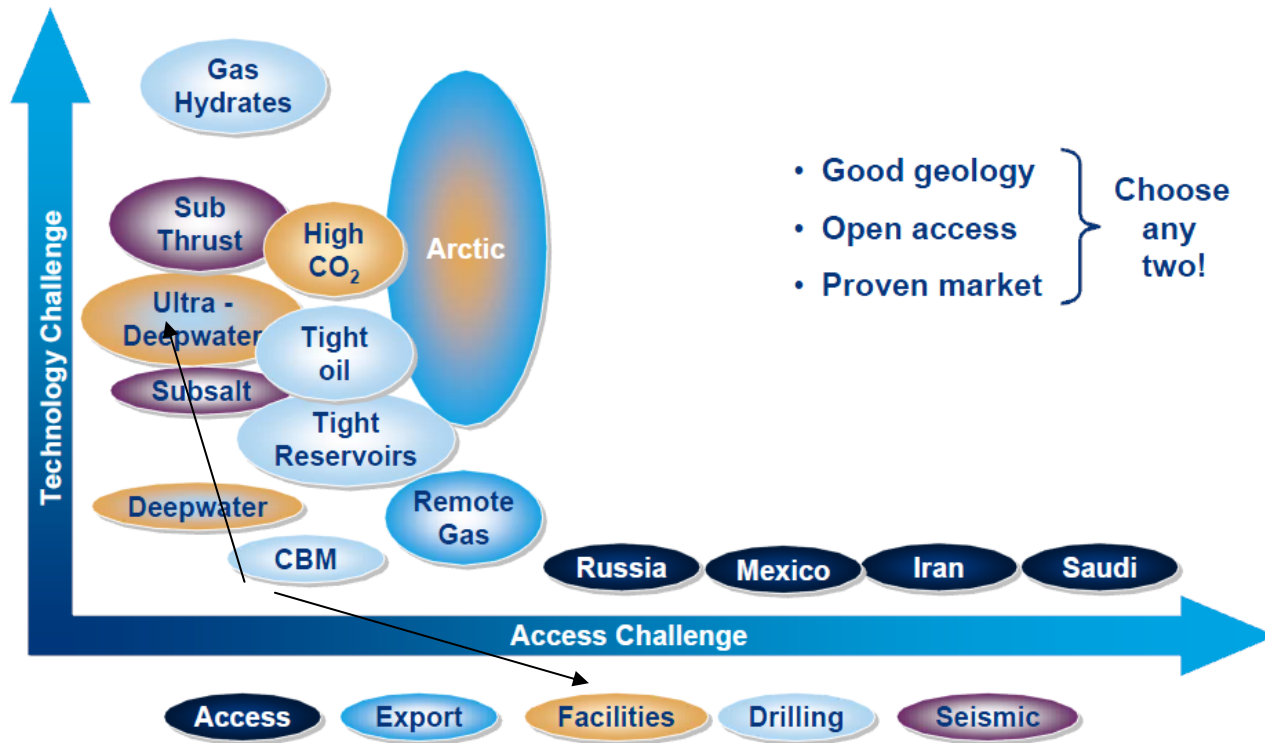 Gas
Hydrates
Sub
Thrust
High
CO₂
Arctic
Ultra -
Deepwater
Tight
oil
Subsalt
Tight
Reservoirs
Deepwater
Remote
Gas
CBM
• Good geology
• Open access
• Proven market
Choose
any
two!
Russia
Mexico
Iran
Saudi
Technology Challenge
Access Challenge
Access
Export
Facilities
Drilling
Seismic